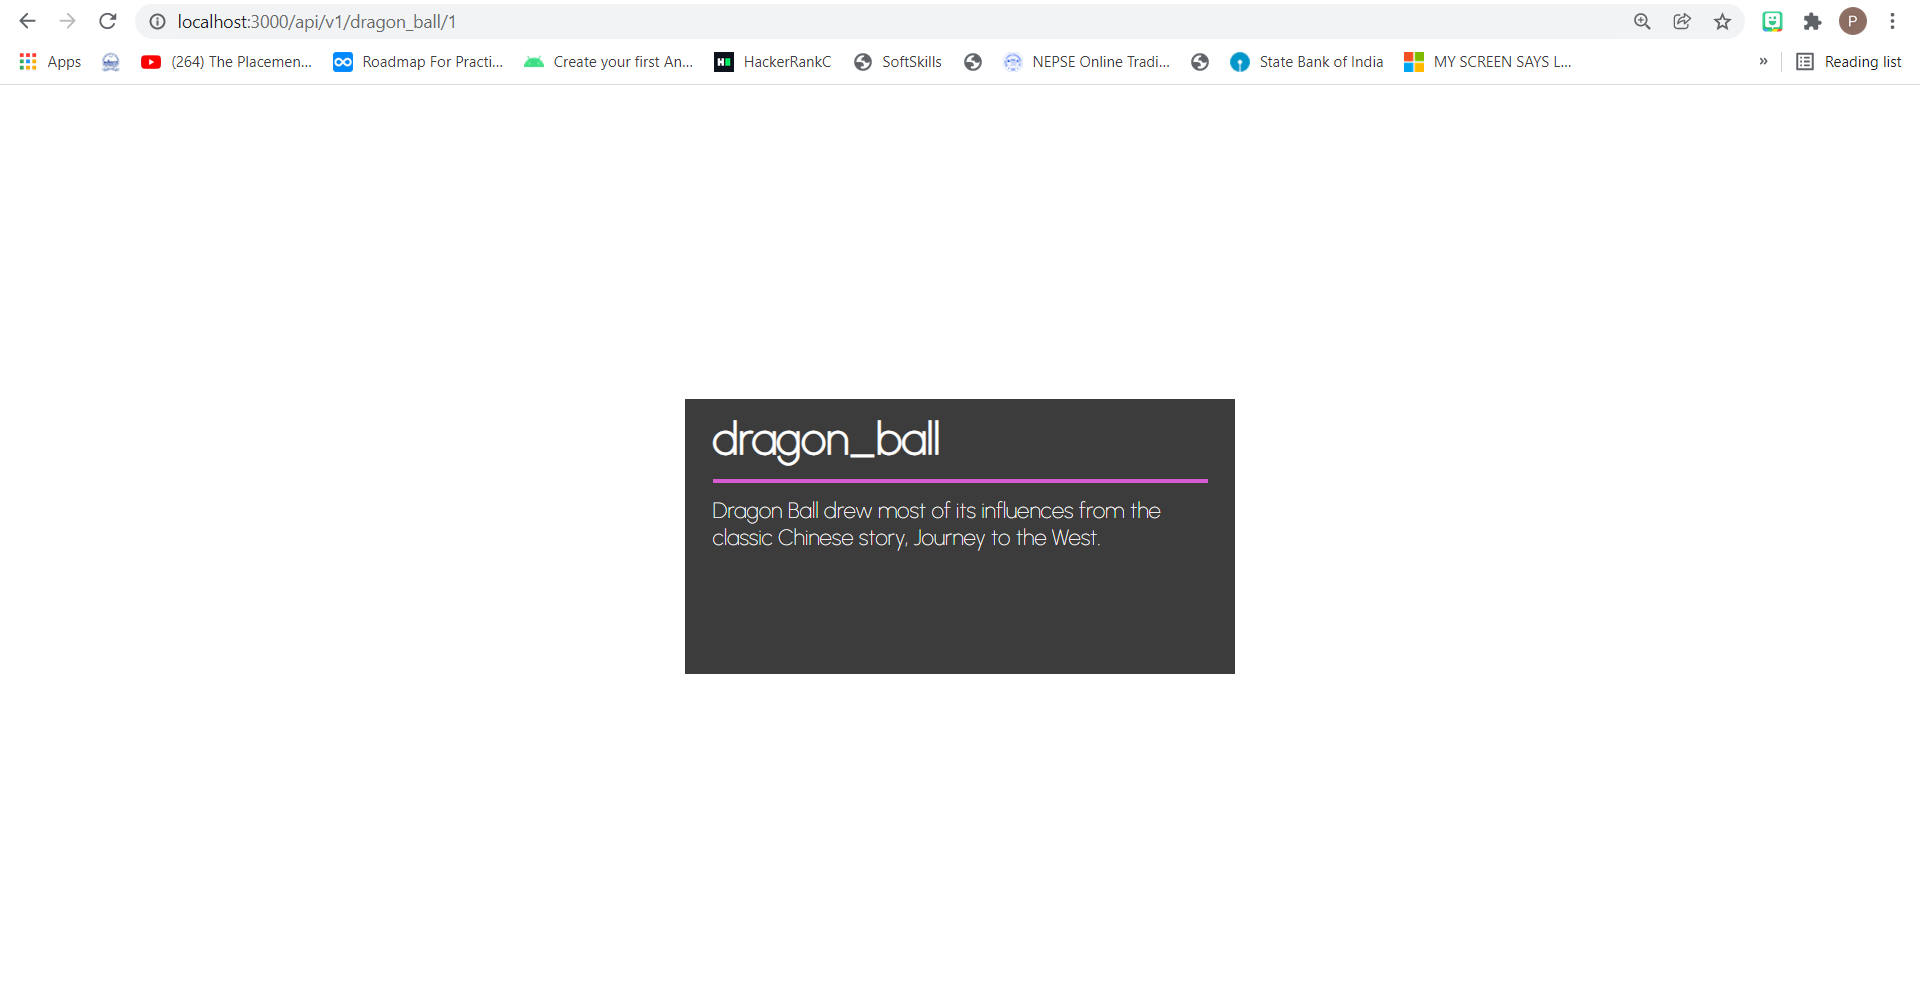 localhost:3000/api/v1/dragon_ball/1
P
Apps (264) The Placemen... Roadmap For Practi... Create your first An... HackerRankC SoftSkills NEPSE Online Tradi... State Bank of India MY SCREEN SAYS L... » Reading list
dragon_ball
Dragon Ball drew most of its influences from the
classic Chinese story, Journey to the West.